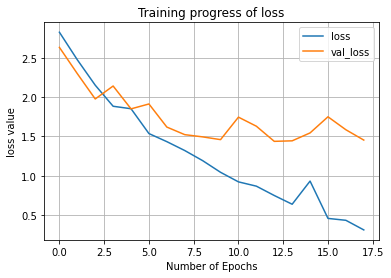 Training progress of loss
loss
val_loss
loss value
2.5
2.0
1.5
1.0
0.5
0.0 2.5 5.0 7.5 10.0 12.5 15.0 17.5
Number of Epochs